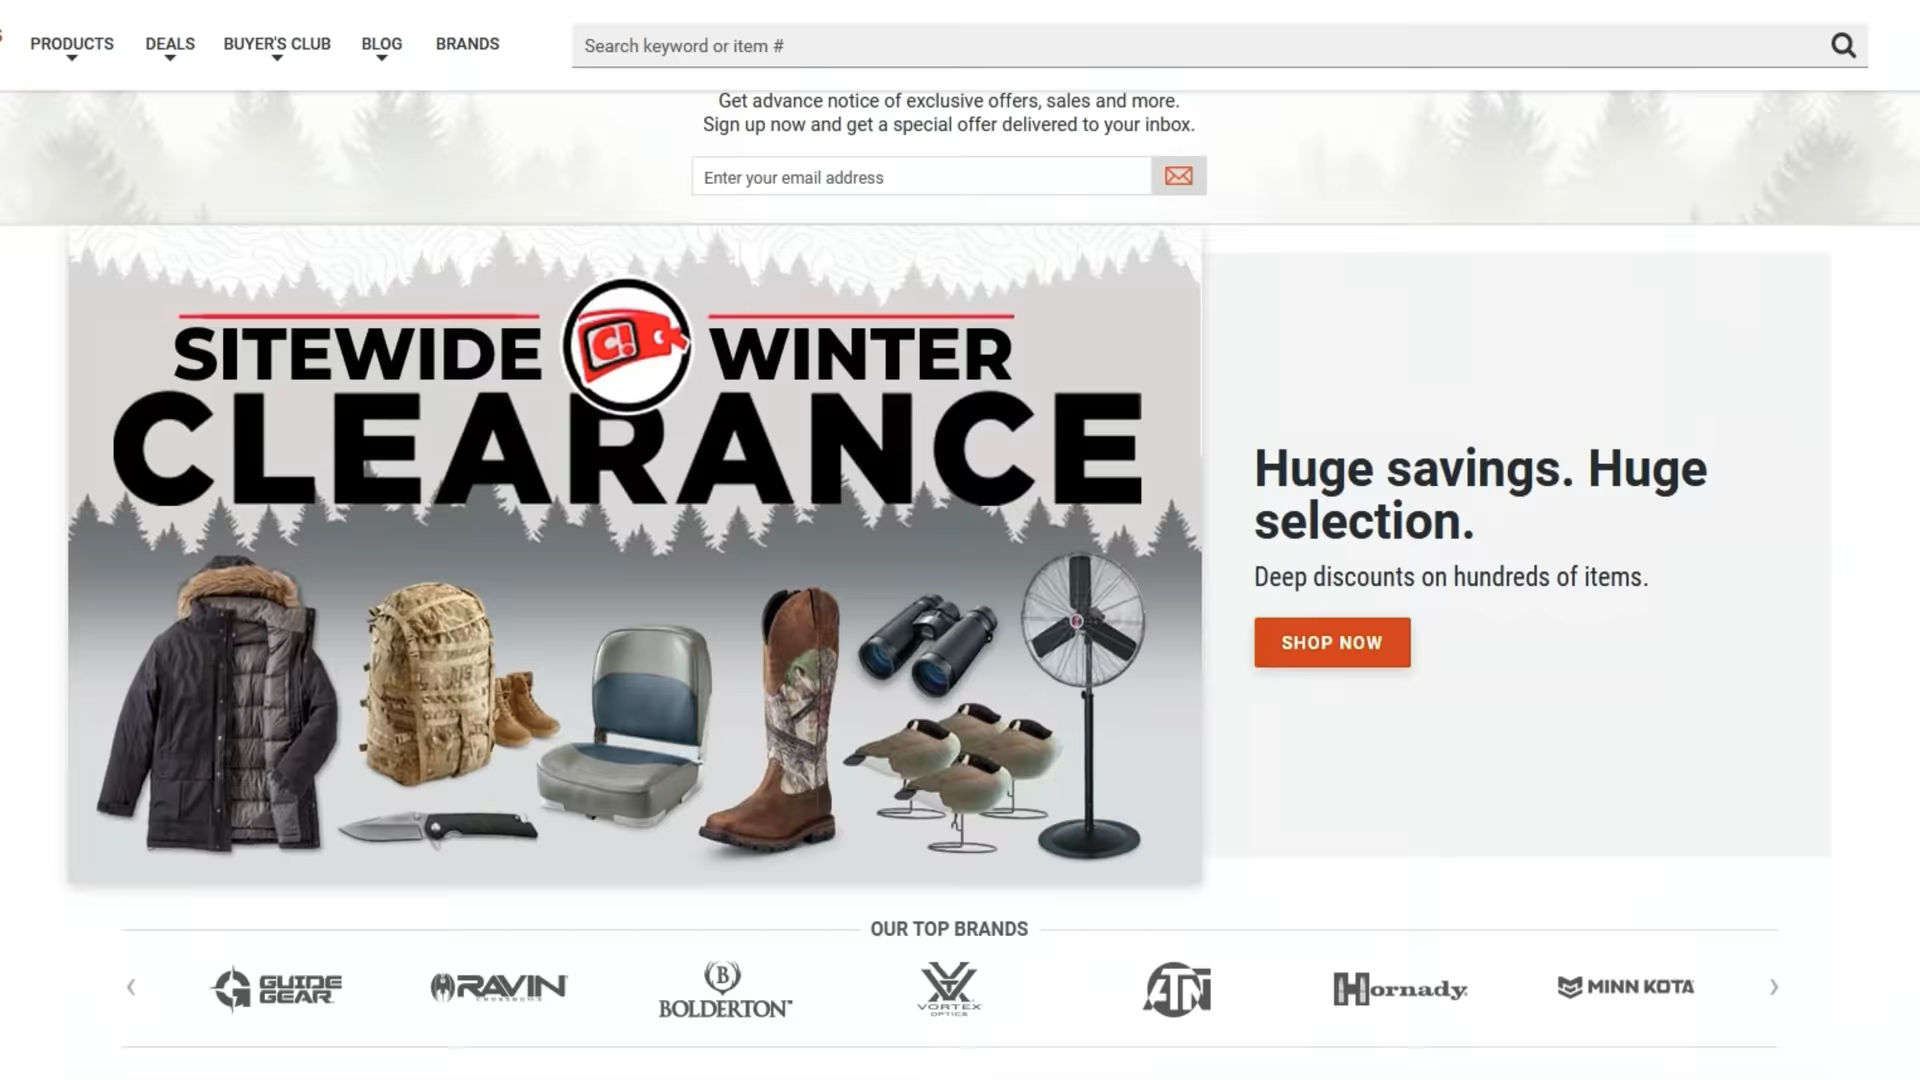 PRODUCTS DEALS BUYER'S CLUB BLOG BRANDS
Search keyword or item #
Get advance notice of exclusive offers, sales and more.
Sign up now and get a special offer delivered to your inbox.
Enter your email address
SITEWIDE C! WINTER
CLEARANCE
Huge savings. Huge
selection.
Deep discounts on hundreds of items.
SHOP NOW
OUR TOP BRANDS
GUIDE
GEAR
RAVIN
CROSSBOWS
B
BOLDERTON™
VORTEX
OPTICS
ATN
Hornady
MINN KOTA